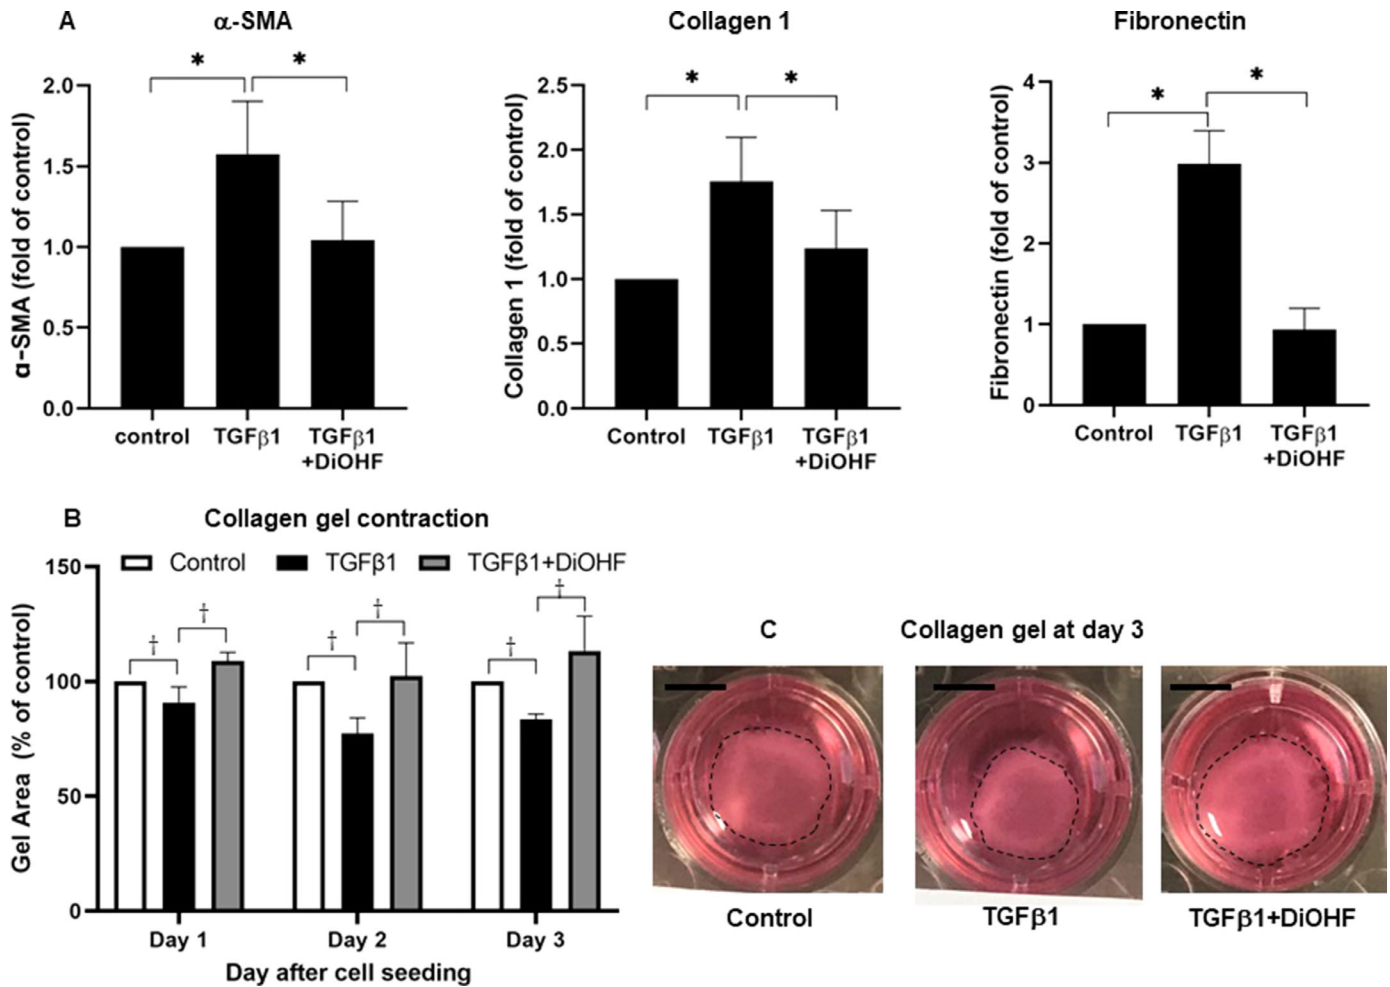 A
α-SMA
Collagen 1
Fibronectin
α-SMA (fold of control)
2.0
1.5
1.0
0.5
0.0
*
*
control
TGFβ1
TGFβ1
+DiOHF
Collagen 1 (fold of control)
2.5
2.0
1.5
1.0
0.5
0.0
*
*
Control
TGFβ1
TGFβ1
+DiOHF
Fibronectin (fold of control)
4
3
2
1
0
*
*
Control
TGFβ1
TGFβ1
+DiOHF
B
Collagen gel contraction
Control
TGFβ1
TGFβ1+DiOHF
Gel Area (% of control)
150
100
50
0
†
†
†
†
†
†
Day 1
Day 2
Day 3
Day after cell seeding
C
Collagen gel at day 3
Control
TGFβ1
TGFβ1+DiOHF